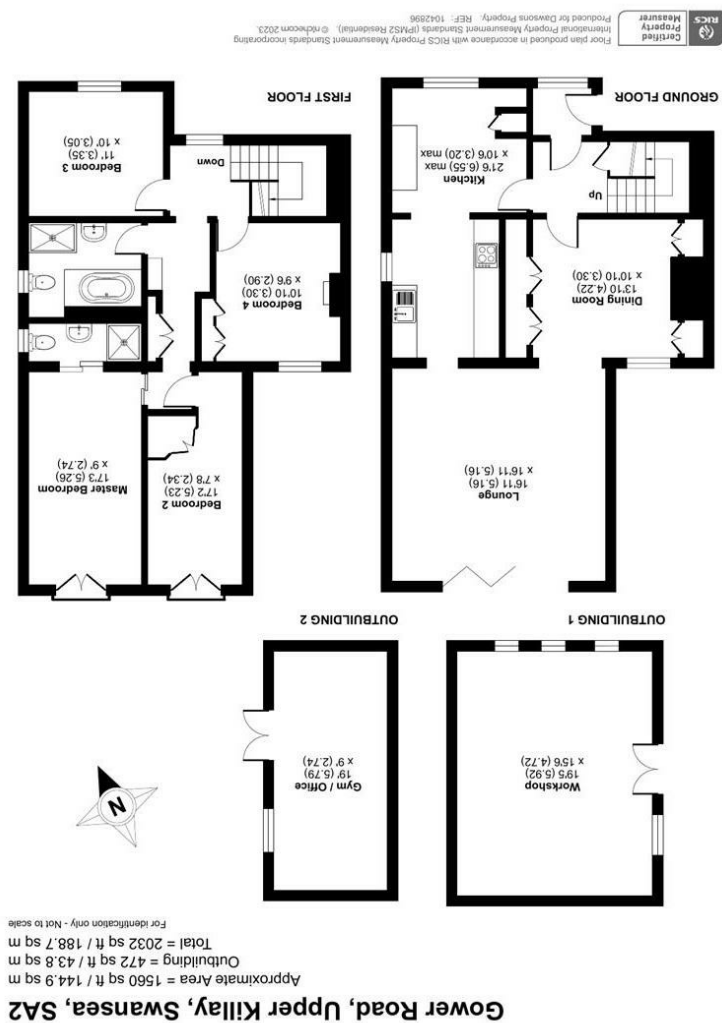 Gower Road, Upper Killay, Swansea, SA2
Approximate Area = 1560 sq ft / 144.9 sq m
Outbuilding = 472 sq ft / 43.8 sq m
Total = 2032 sq ft / 188.7 sq m
For identification only - Not to scale
N
Workshop
19'5 (5.92)
x 15'6 (4.72)
OUTBUILDING 1
Gym / Office
19' (5.79)
x 9' (2.74)
OUTBUILDING 2
Lounge
16'11 (5.16)
x 16'11 (5.16)
Dining Room
13'10 (4.22)
x 10'10 (3.30)
Up
Kitchen
21'6 (6.55) max
x 10'6 (3.20) max
GROUND FLOOR
Bedroom 2
17'2 (5.23)
x 7'8 (2.34)
Master Bedroom
17'3 (5.26)
x 9' (2.74)
Bedroom 4
10'10 (3.30)
x 9'6 (2.90)
Down
Bedroom 3
11' (3.35)
x 10' (3.05)
FIRST FLOOR
RICS
Certified
Property
Measurer
Floor plan produced in accordance with RICS Property Measurement Standards incorporating
International Property Measurement Standards (IPMS2 Residential). © nichecom 2023.
Produced for Dawsons Property. REF: 1042896